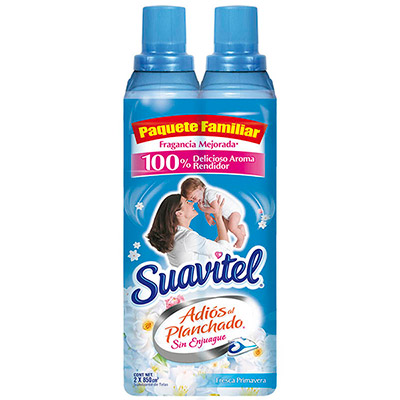 Paquete Familiar
Fragancia Mejorada*
100% Delicioso Aroma
Rendidor
Suavitel
Adiós al
Planchado
Sin Enjuague
CONT. NET.
2 X 850 cm³
Fresca Primavera